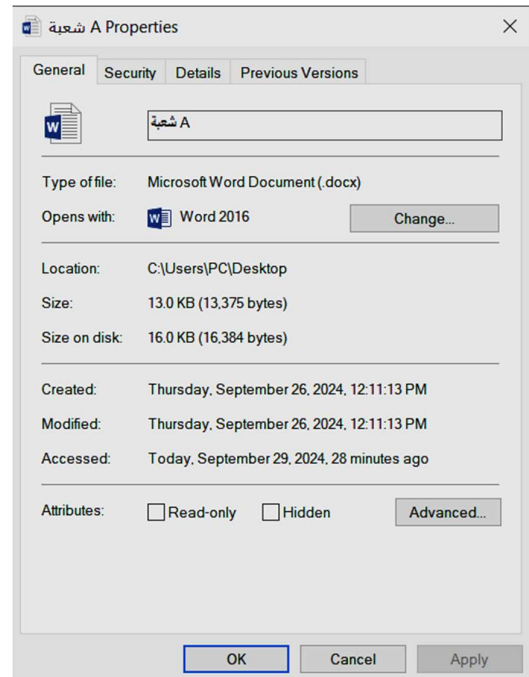 شعبة A Properties
General Security Details Previous Versions
شعبة A
Type of file: Microsoft Word Document (.docx)
Opens with: Word 2016 Change...
Location: C:\Users\PC\Desktop
Size: 13.0 KB (13,375 bytes)
Size on disk: 16.0 KB (16,384 bytes)
Created: Thursday, September 26, 2024, 12:11:13 PM
Modified: Thursday, September 26, 2024, 12:11:13 PM
Accessed: Today, September 29, 2024, 28 minutes ago
Attributes: Read-only Hidden Advanced...
OK Cancel Apply